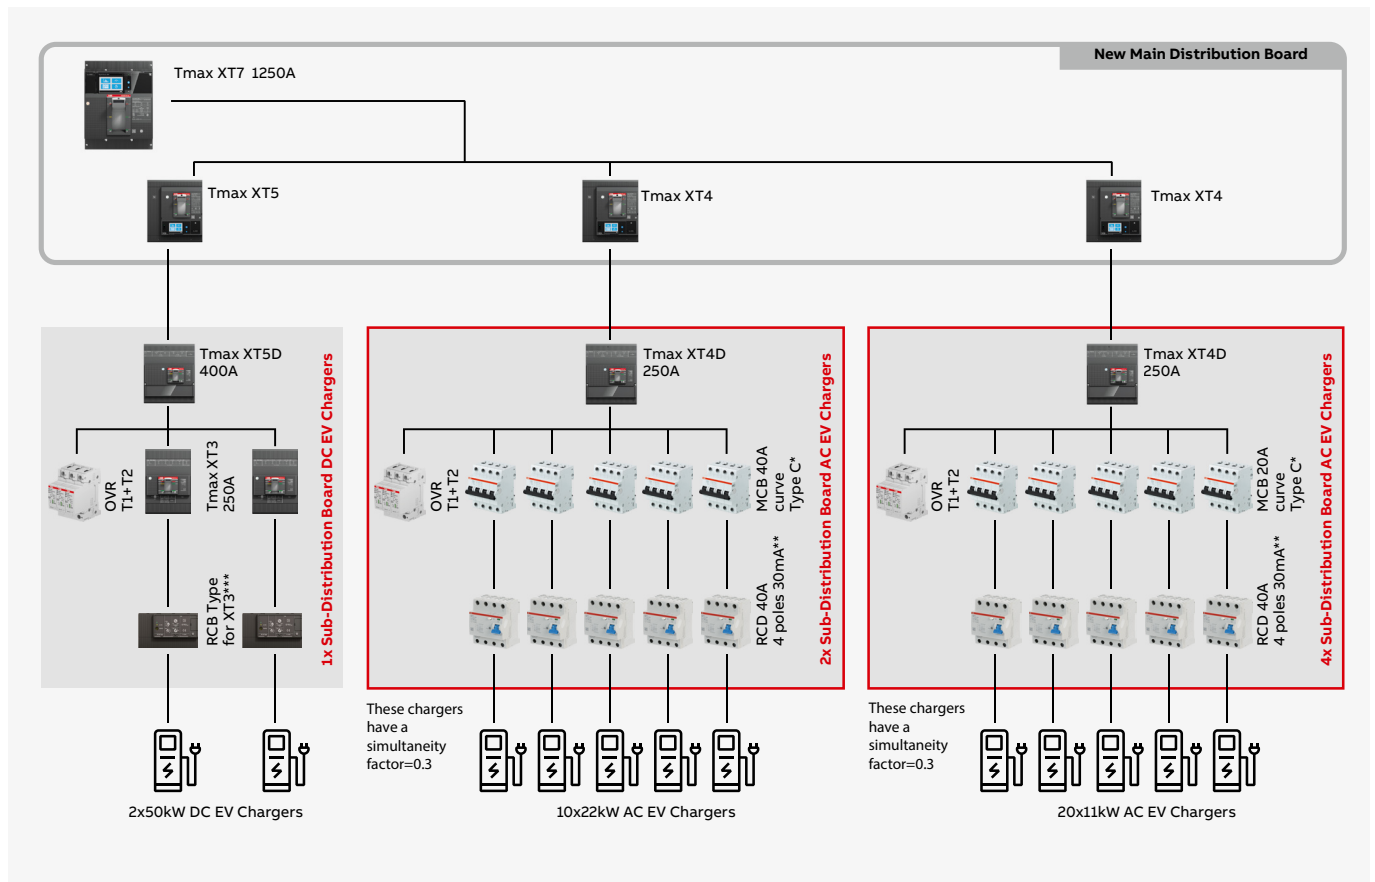 New Main Distribution Board
Tmax XT7 1250A
Tmax XT5
Tmax XT4
Tmax XT4
Tmax XT5D
400A
OVR
T1+T2
Tmax XT3
250A
RCB Type
for XT3***
1x Sub-Distribution Board DC EV Chargers
2x50kW DC EV Chargers
Tmax XT4D
250A
OVR
T1+T2
MCB 40A
curve
Type C*
RCD 40A
4 poles 30mA**
2x Sub-Distribution Board AC EV Chargers
These chargers
have a
simultaneity
factor=0.3
10x22kW AC EV Chargers
Tmax XT4D
250A
OVR
T1+T2
MCB 20A
curve
Type C*
RCD 40A
4 poles 30mA**
4x Sub-Distribution Board AC EV Chargers
These chargers
have a
simultaneity
factor=0.3
20x11kW AC EV Chargers